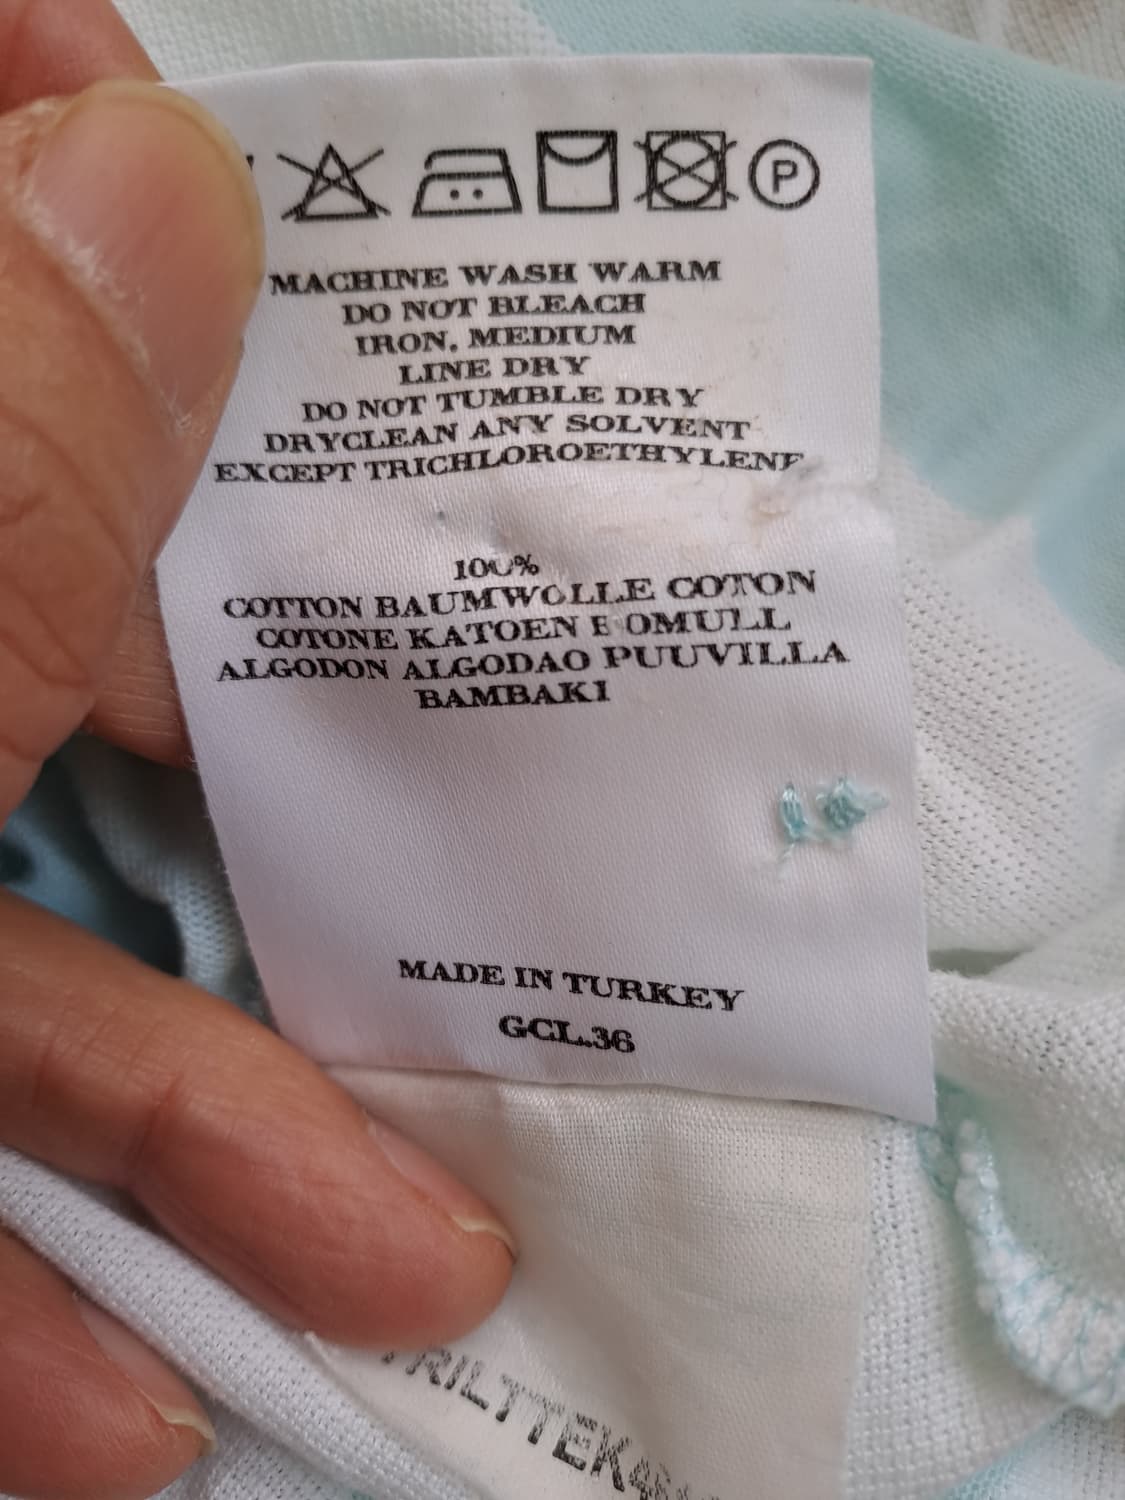 P
MACHINE WASH WARM
DO NOT BLEACH
IRON. MEDIUM
LINE DRY
DO NOT TUMBLE DRY
DRYCLEAN ANY SOLVENT
EXCEPT TRICHLOROETHYLENE
100%
COTTON BAUMWOLLE COTON
COTONE KATOEN BOMULL
ALGODON ALGODAO PUUVILLA
BAMBAKI
MADE IN TURKEY
GCL.36